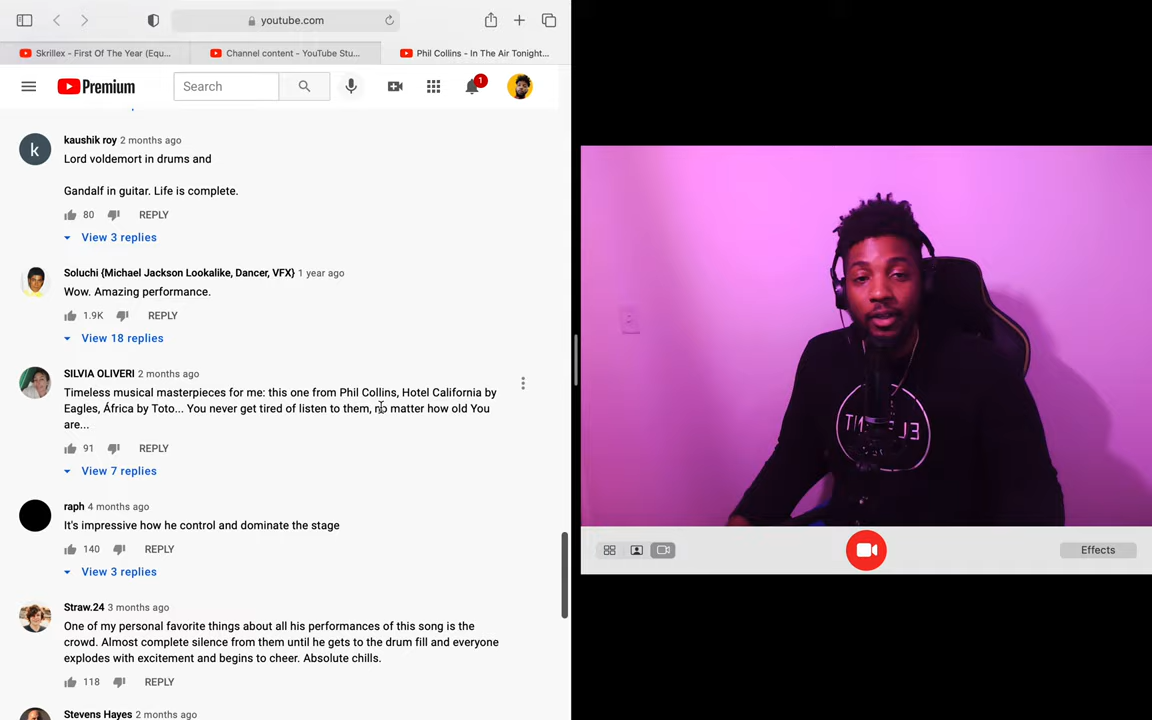 youtube.com
Skrillex - First Of The Year (Equ...
Channel content - YouTube Stu...
Phil Collins - In The Air Tonight...
Premium
Search
1
kaushik roy 2 months ago
k
Lord voldemort in drums and
Gandalf in guitar. Life is complete.
80 REPLY
View 3 replies
Soluchi {Michael Jackson Lookalike, Dancer, VFX} 1 year ago
Wow. Amazing performance.
1.9K REPLY
View 18 replies
SILVIA OLIVERI 2 months ago
Timeless musical masterpieces for me: this one from Phil Collins, Hotel California by
Eagles, África by Toto... You never get tired of listen to them, no matter how old You
are...
91 REPLY
View 7 replies
raph 4 months ago
It's impressive how he control and dominate the stage
140 REPLY
View 3 replies
Straw.24 3 months ago
One of my personal favorite things about all his performances of this song is the
crowd. Almost complete silence from them until he gets to the drum fill and everyone
explodes with excitement and begins to cheer. Absolute chills.
118 REPLY
Stevens Hayes 2 months ago
Effects